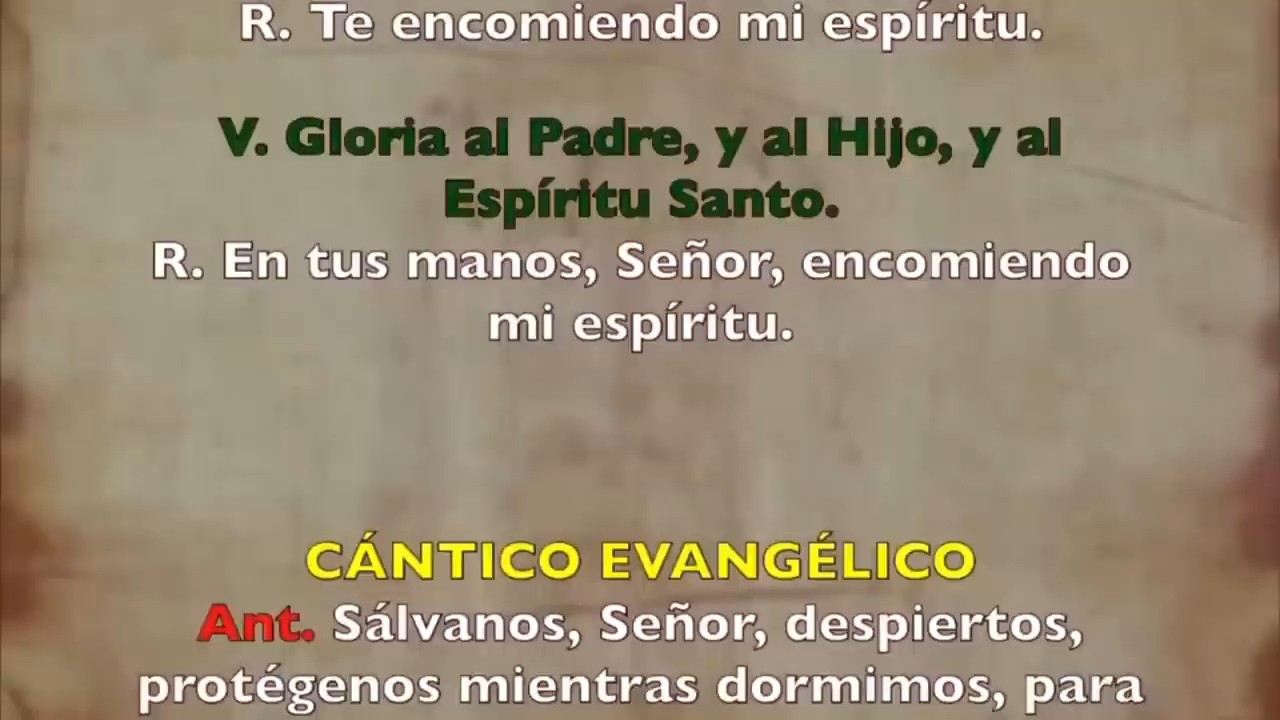 R. Te encomiendo mi espíritu.
V. Gloria al Padre, y al Hijo, y al
Espíritu Santo.
R. En tus manos, Señor, encomiendo
mi espíritu.
CÁNTICO EVANGÉLICO
Ant. Sálvanos, Señor, despiertos,
protégenos mientras dormimos, para